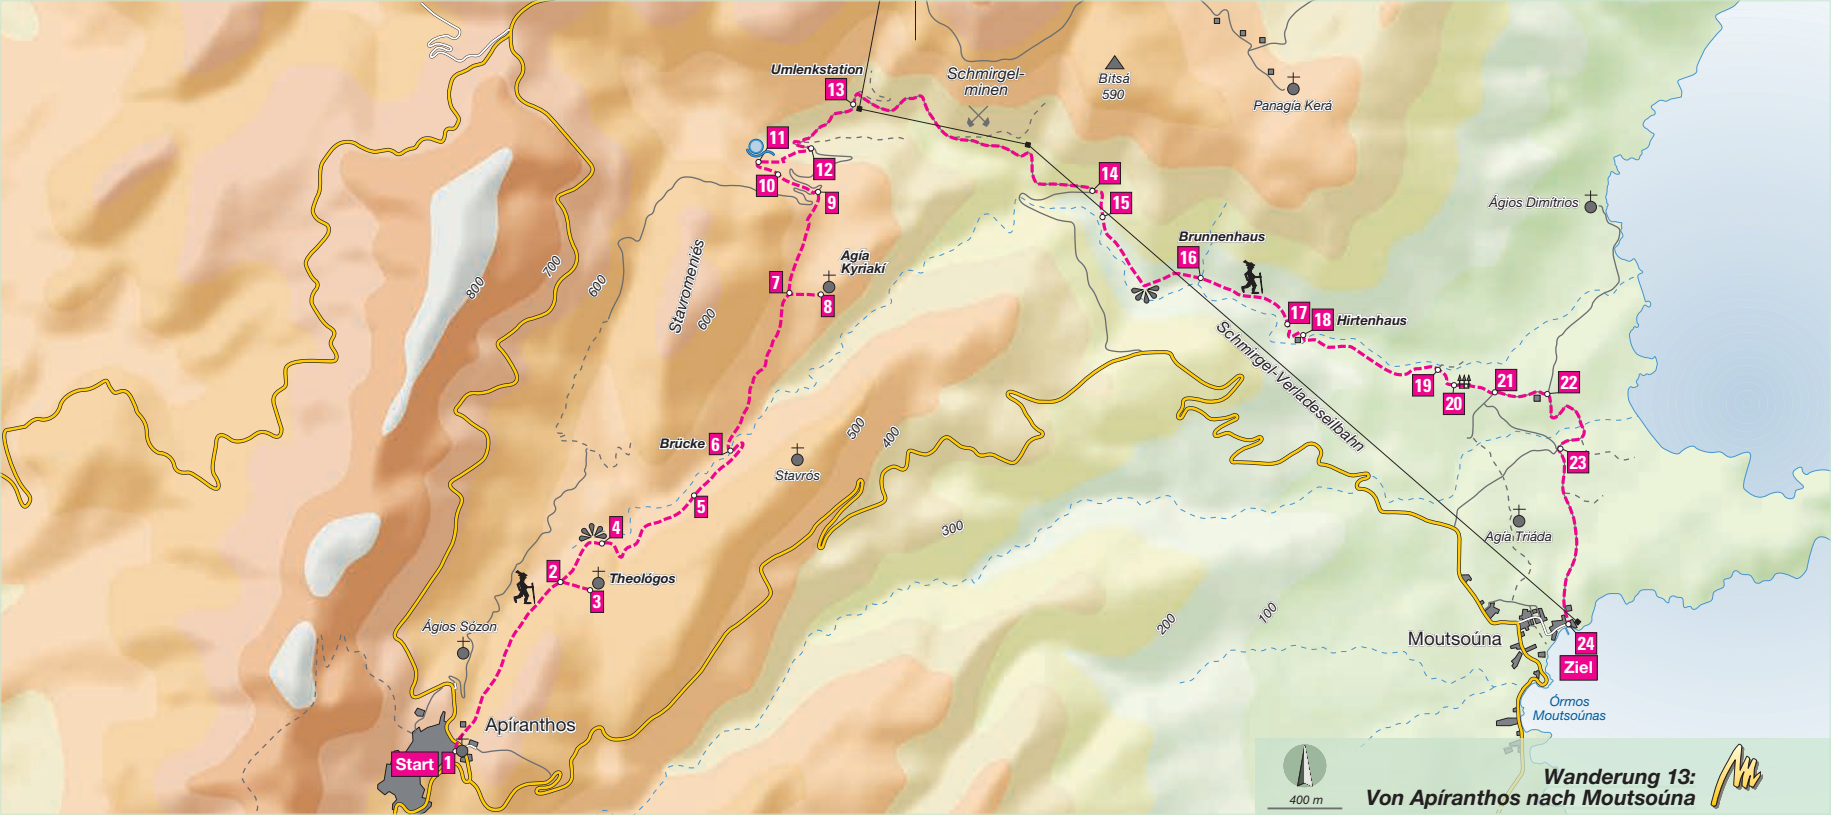 Umlenkstation
13
Schmirgel-
minen
Bitsá
590
Panagía Kerá
11
12
10
9
14
15
Ágios Dimítrios
Brunnenhaus
16
Agía
Kyriakí
7
8
Stavromeniés
600
800
700
600
17
18
Hirtenhaus
Schmirgel-Verladeseilbahn
19
20
21
22
23
Brücke
6
Stavrós
500
400
5
4
300
Agía Triáda
2
Theológos
3
Ágios Sózon
200
100
Moutsoúna
24
Ziel
Órmos
Moutsoúnas
Apíranthos
Start
1
400 m
Wanderung 13:
Von Apíranthos nach Moutsoúna